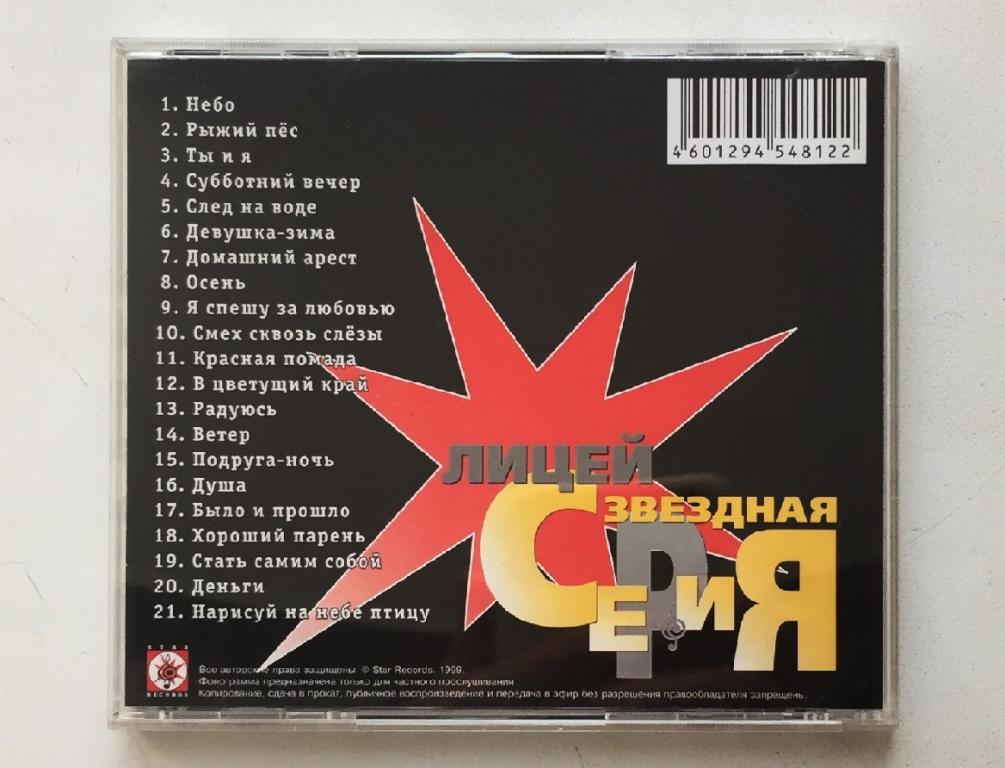 1. Небо
2. Рыжий пёс
3. Ты и я
4. Субботний вечер
5. След на воде
6. Девушка-зима
7. Домашний арест
8. Осень
9. Я спешу за любовью
10. Смех сквозь слёзы
11. Красная помада
12. В цветущий край
13. Радуюсь
14. Ветер
15. Подруга-ночь
16. Душа
17. Было и прошло
18. Хороший парень
19. Стать самим собой
20. Деньги
21. Нарисуй на небе птицу
4 601294 548122
ЛИЦЕЙ
ЗВЕЗДНАЯ
СЕРИЯ
STAR
RECORDS
Все авторские права защищены. © Star Records. 1999.
Фонограмма предназначена только для частного прослушивания
Копирование, сдача в прокат, публичное воспроизведение и передача в эфир без разрешения правообладателя запрещены.